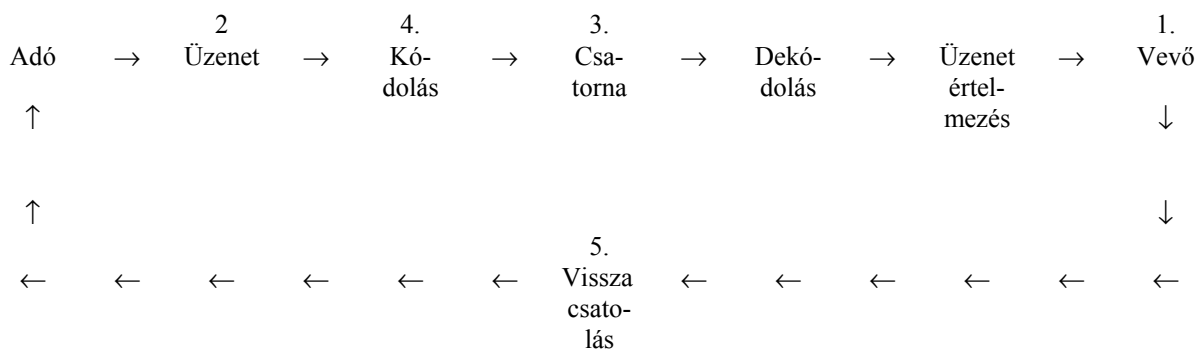 2 4. 3. 1.
Adó → Üzenet → Kó- → Csa- → Dekó- → Üzenet → Vevő
dolás torna dolás értel-
↑ mezés ↓
↑ ↓
5.
← ← ← ← ← ← Vissza ← ← ← ← ← ←
csato-
lás